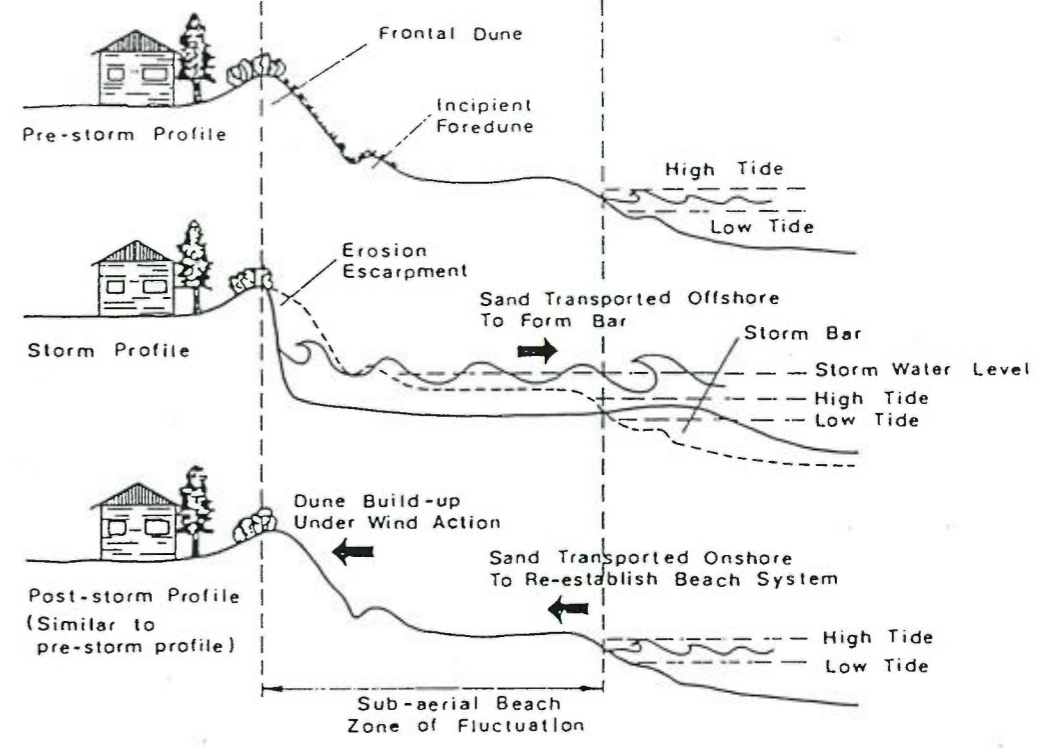 Frontal Dune
Incipient
Foredune
Pre-storm Profile
High Tide
Low Tide
Erosion
Escarpment
Sand Transported Offshore
To Form Bar
Storm Bar
Storm Profile
Storm Water Level
High Tide
Low Tide
Dune Build-up
Under Wind Action
Sand Transported Onshore
To Re-establish Beach System
Post-storm Profile
(Similar to
pre-storm profile)
High Tide
Low Tide
Sub-aerial Beach
Zone of Fluctuation